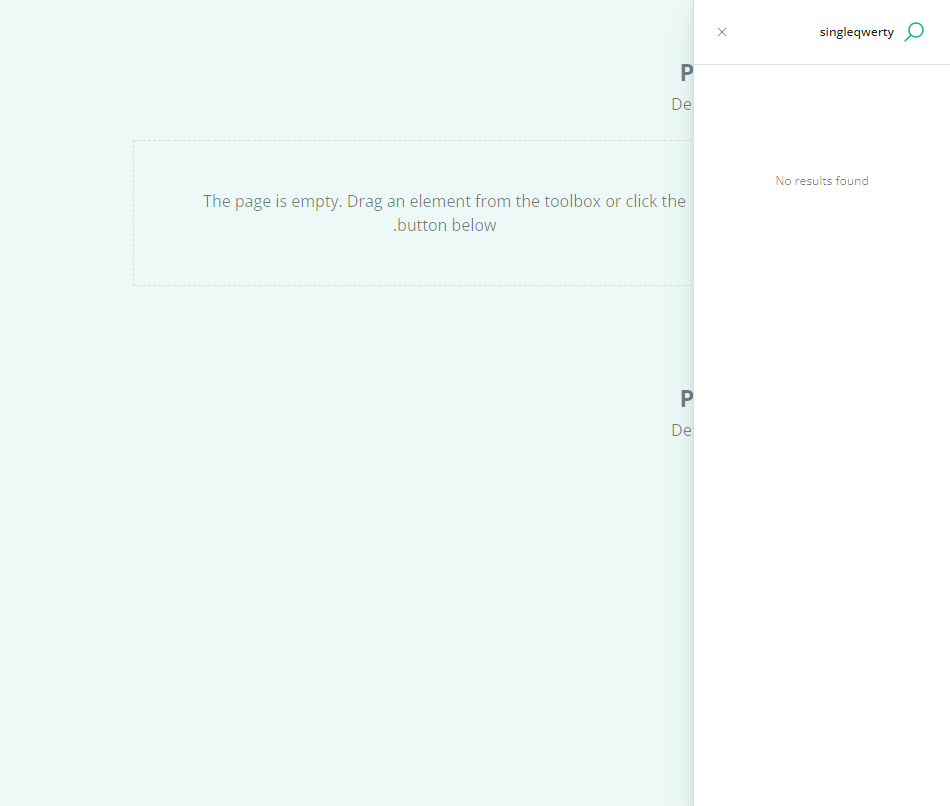 singleqwerty
No results found
P
De
The page is empty. Drag an element from the toolbox or click the
.button below
P
De